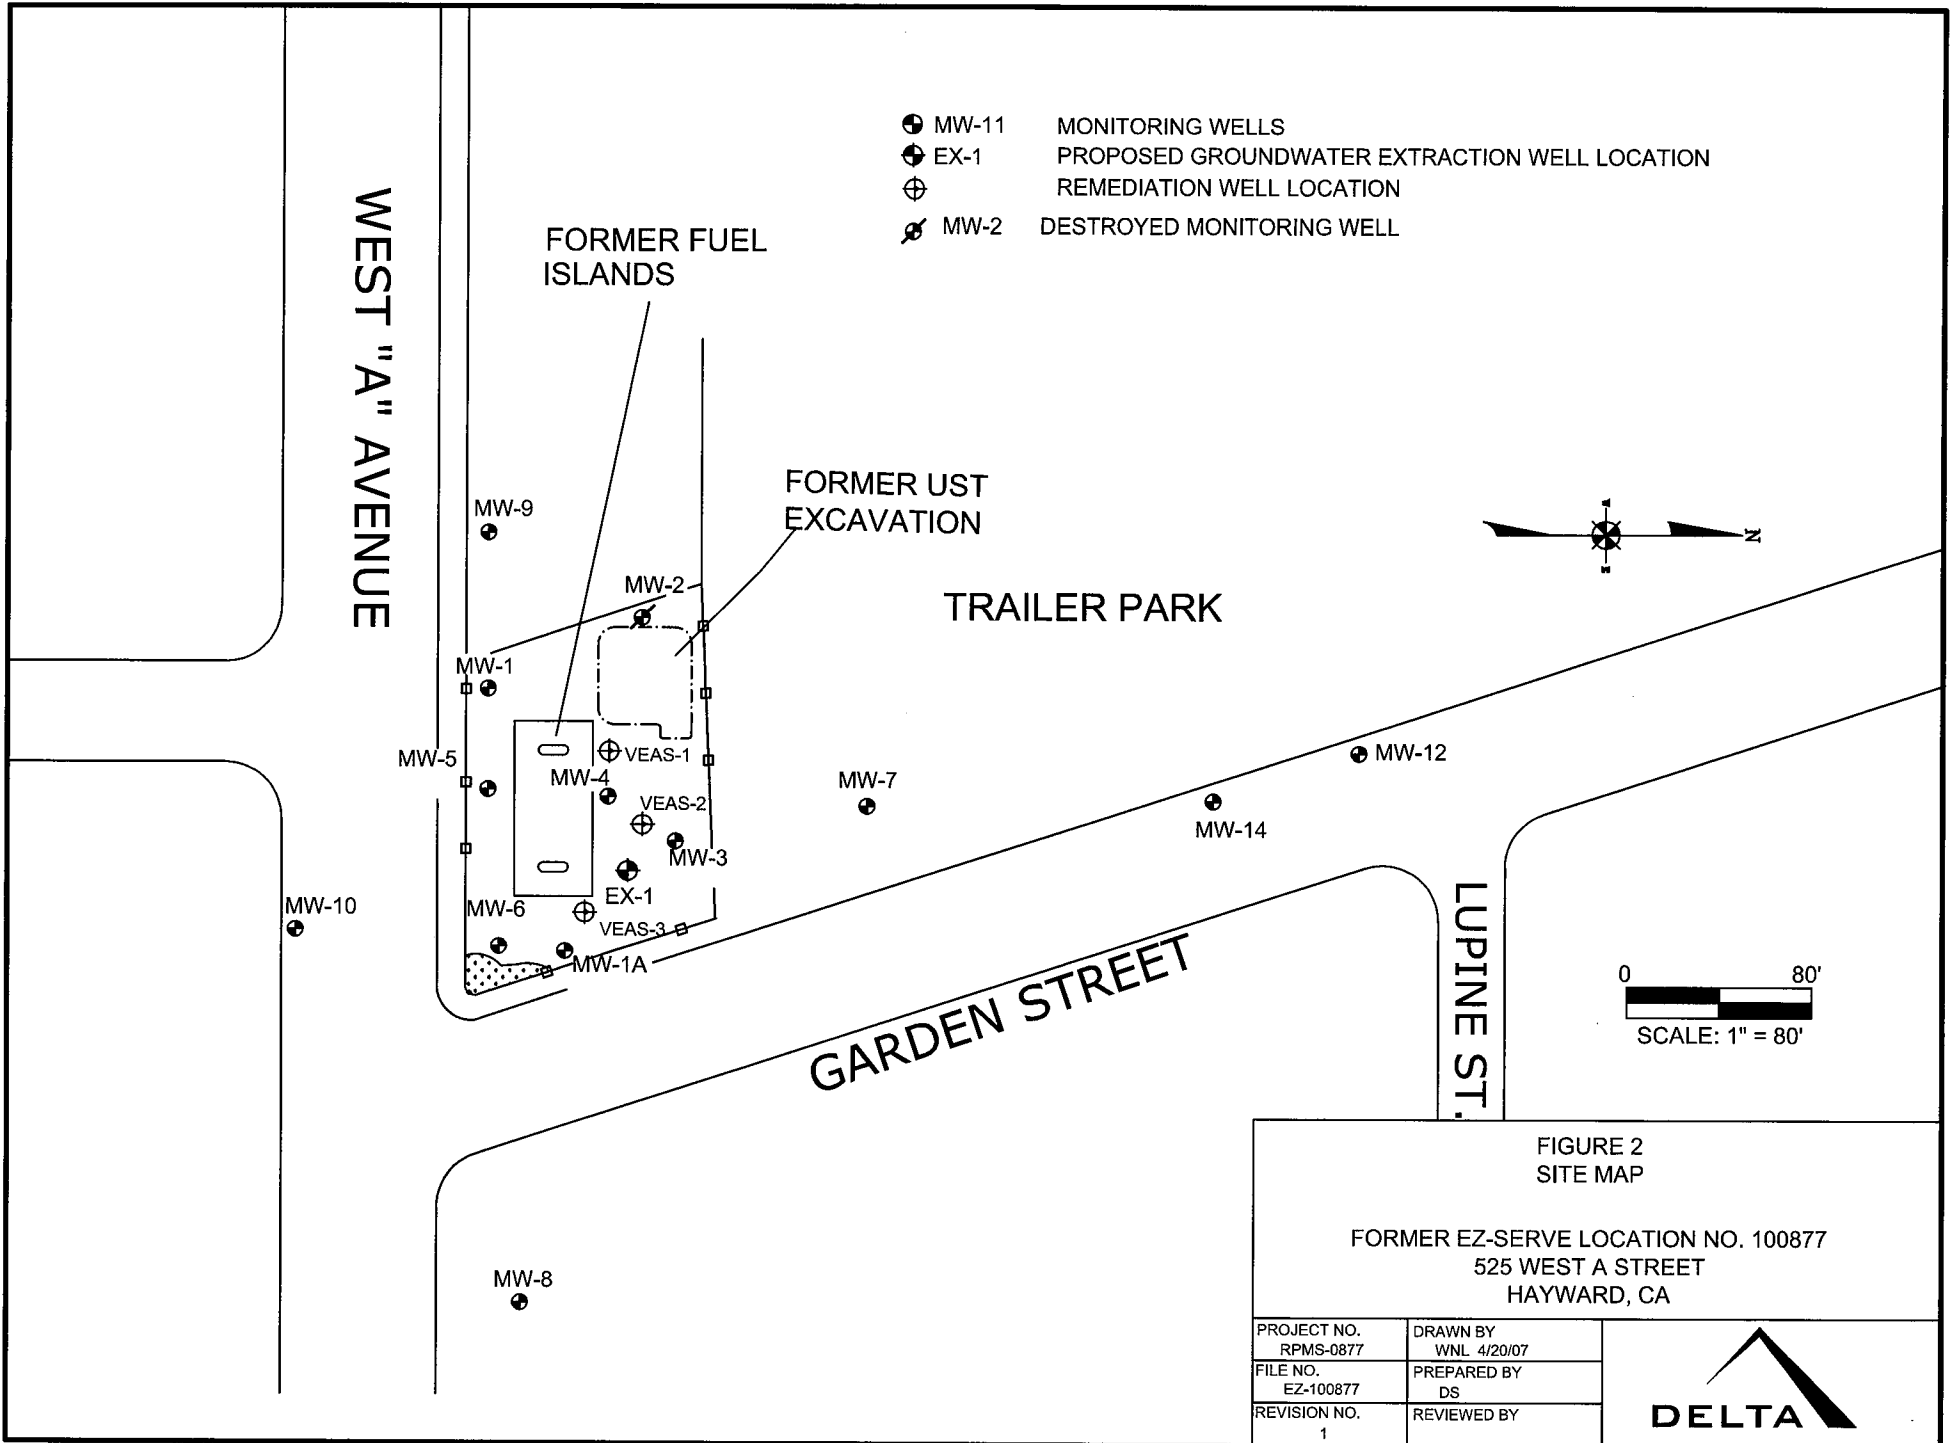 MW-11 MONITORING WELLS
EX-1 PROPOSED GROUNDWATER EXTRACTION WELL LOCATION
REMEDIATION WELL LOCATION
MW-2 DESTROYED MONITORING WELL
WEST "A" AVENUE
FORMER FUEL
ISLANDS
FORMER UST
EXCAVATION
MW-9
MW-2
TRAILER PARK
N
MW-1
MW-5
VEAS-1
MW-4
VEAS-2
MW-3
MW-7
MW-12
MW-14
EX-1
MW-6
VEAS-3
MW-1A
MW-10
GARDEN STREET
LUPINE ST.
0 80'
SCALE: 1" = 80'
MW-8
FIGURE 2
SITE MAP
FORMER EZ-SERVE LOCATION NO. 100877
525 WEST A STREET
HAYWARD, CA
PROJECT NO.
RPMS-0877
DRAWN BY
WNL 4/20/07
FILE NO.
EZ-100877
PREPARED BY
DS
REVISION NO.
1
REVIEWED BY
DELTA